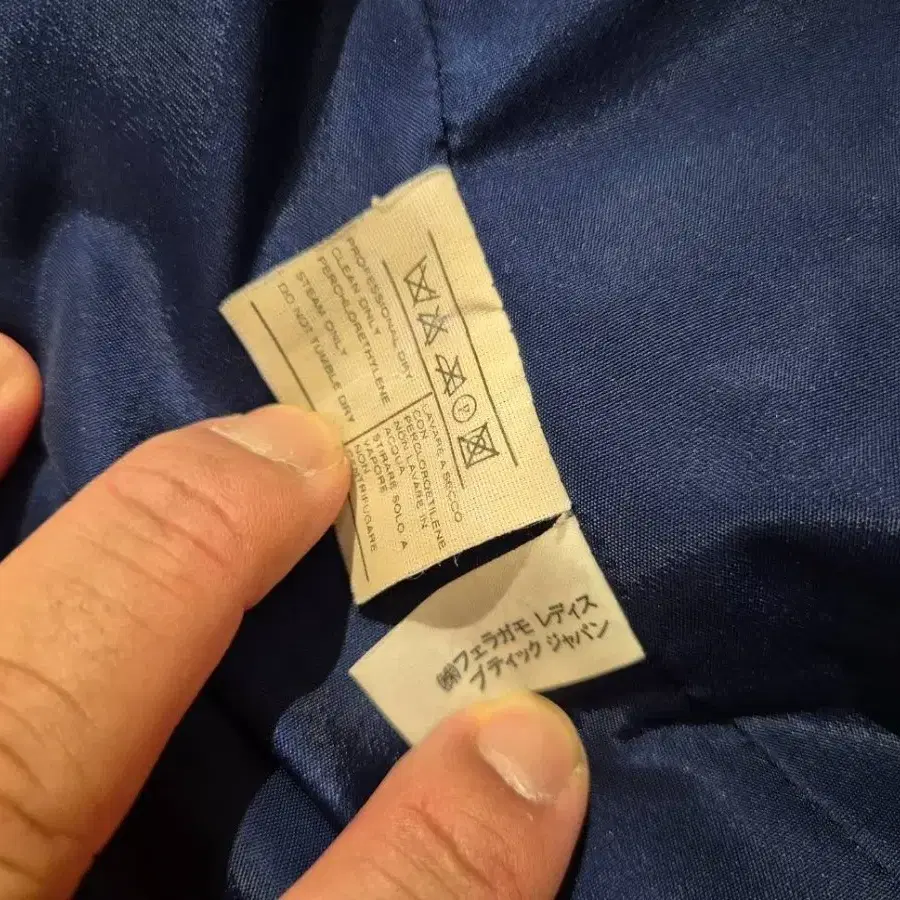 PROFESSIONAL DRY
CLEAN ONLY
PERCHLORETHYLENE
STEAM ONLY
DO NOT TUMBLE DRY
P
LAVARE A SECCO
CON
PERCLOROETILENE
NON LAVARE IN
ACQUA
STIRARE SOLO A
VAPORE
NON
㈱フェラガモ レディス
ブティック ジャパン